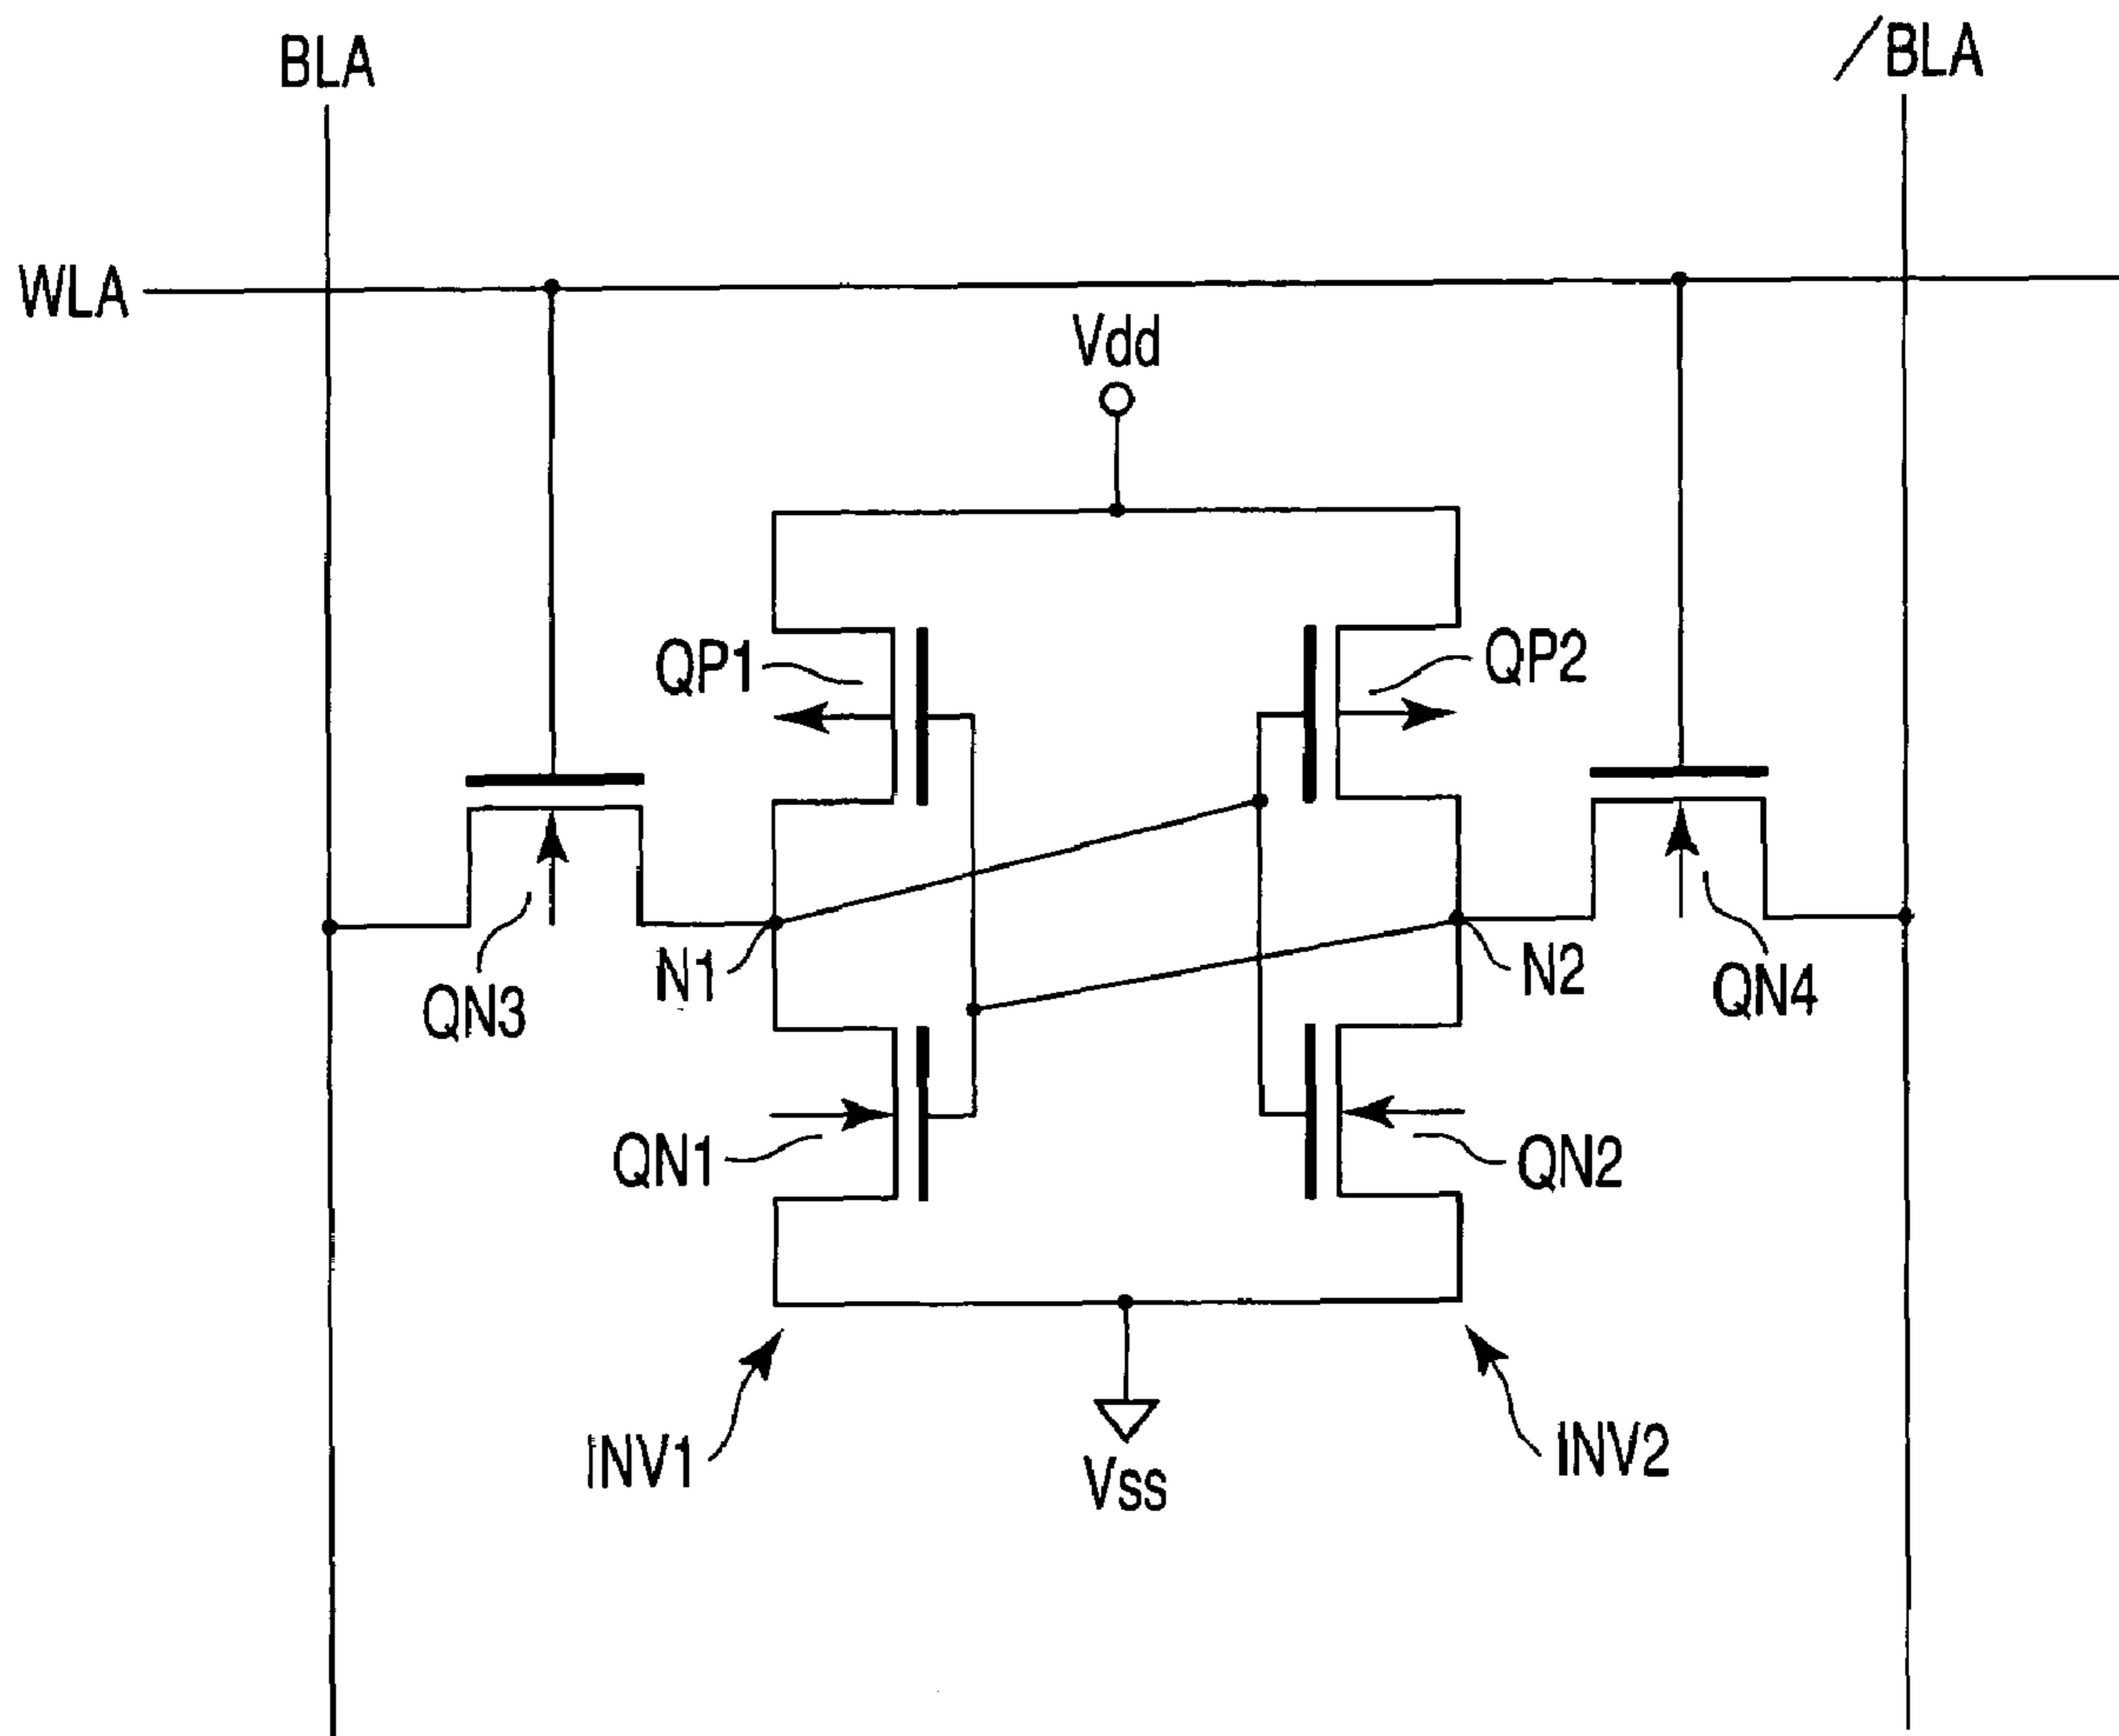 BLA
/BLA
WLA
Vdd
QP1
QP2
N1
N2
QN3
QN4
QN1
QN2
INV1
INV2
Vss